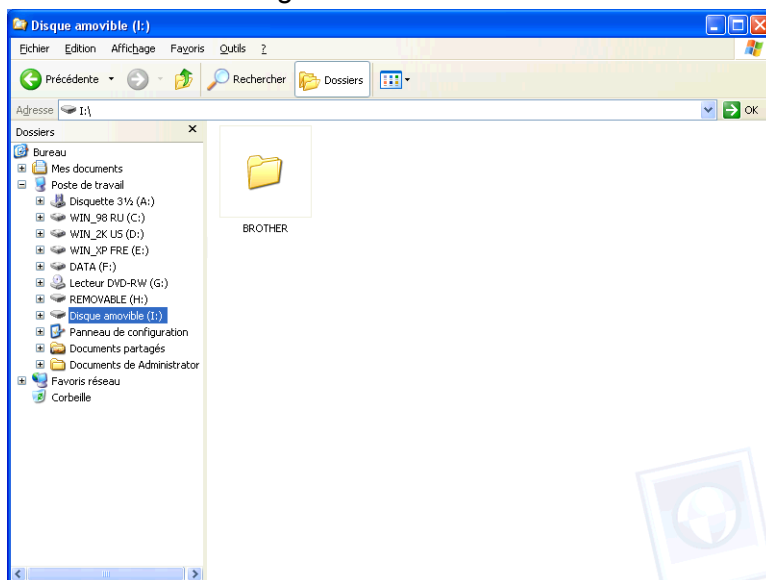 Disque amovible (I:)
Fichier Edition Affichage Favoris Outils ?
Précédente Rechercher Dossiers
Adresse I:\ OK
Dossiers
Bureau
Mes documents
Poste de travail
Disquette 3½ (A:)
WIN_98 RU (C:)
WIN_2K US (D:)
WIN_XP FRE (E:)
DATA (F:)
Lecteur DVD-RW (G:)
REMOVABLE (H:)
Disque amovible (I:)
Panneau de configuration
Documents partagés
Documents de Administrator
Favoris réseau
Corbeille
BROTHER